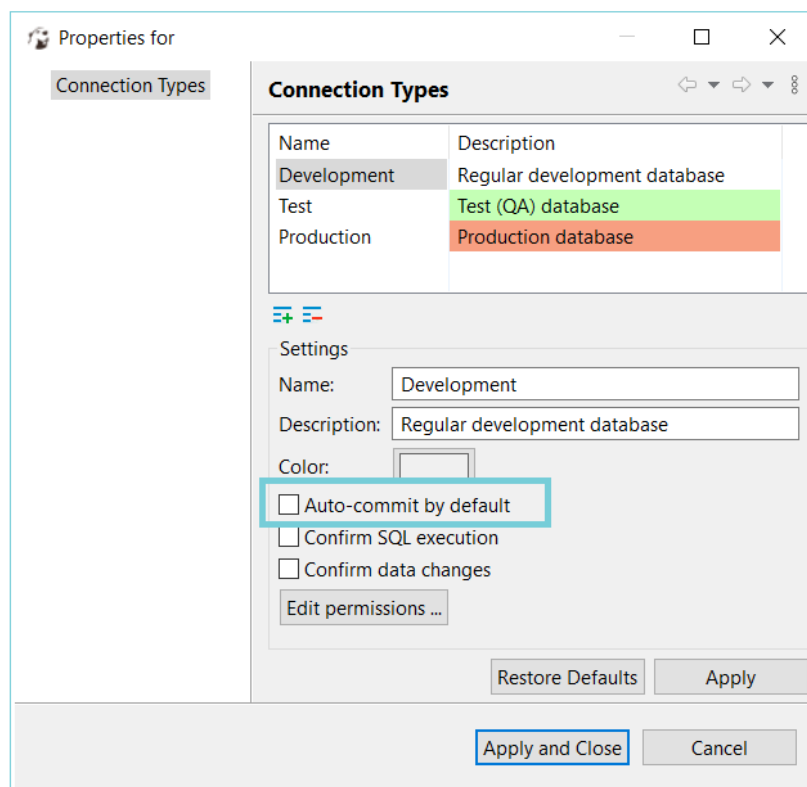 Properties for
Connection Types
Connection Types
Name Description
Development Regular development database
Test Test (QA) database
Production Production database
Settings
Name: Development
Description: Regular development database
Color:
Auto-commit by default
Confirm SQL execution
Confirm data changes
Edit permissions ...
Restore Defaults Apply
Apply and Close Cancel